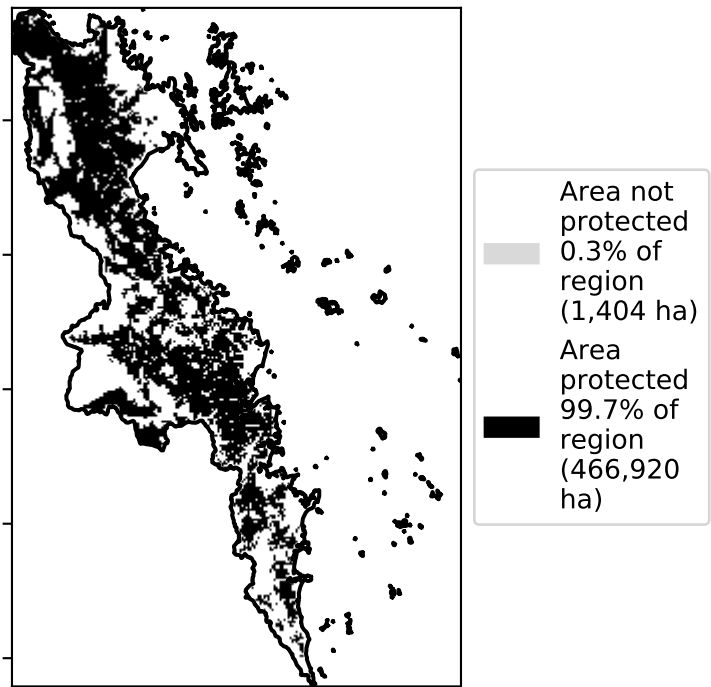 Area not
protected
0.3% of
region
(1,404 ha)
Area
protected
99.7% of
region
(466,920
ha)